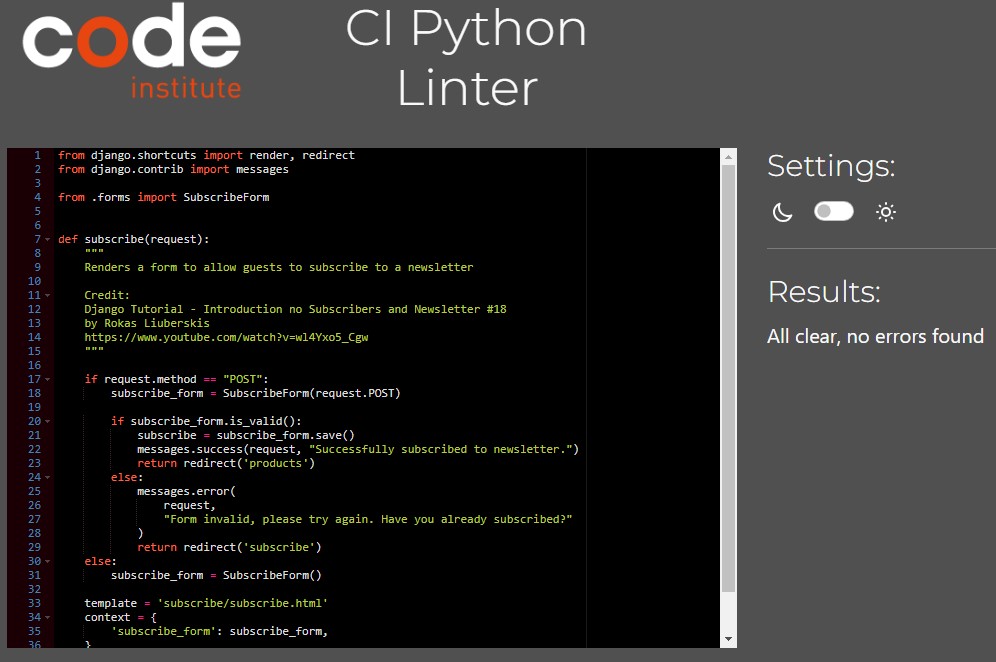 code
institute
CI Python
Linter
1 from django.shortcuts import render, redirect
2 from django.contrib import messages
3
4 from .forms import SubscribeForm
5
6
7 def subscribe(request):
8 """
9 Renders a form to allow guests to subscribe to a newsletter
10
11 Credit:
12 Django Tutorial - Introduction no Subscribers and Newsletter #18
13 by Rokas Liuberskis
14 https://www.youtube.com/watch?v=wl4Yxo5_Cgw
15 """
16
17 if request.method == "POST":
18 subscribe_form = SubscribeForm(request.POST)
19
20 if subscribe_form.is_valid():
21 subscribe = subscribe_form.save()
22 messages.success(request, "Successfully subscribed to newsletter.")
23 return redirect('products')
24 else:
25 messages.error(
26 request,
27 "Form invalid, please try again. Have you already subscribed?"
28 )
29 return redirect('subscribe')
30 else:
31 subscribe_form = SubscribeForm()
32
33 template = 'subscribe/subscribe.html'
34 context = {
35 'subscribe_form': subscribe_form,
36 }
Settings:
Results:
All clear, no errors found